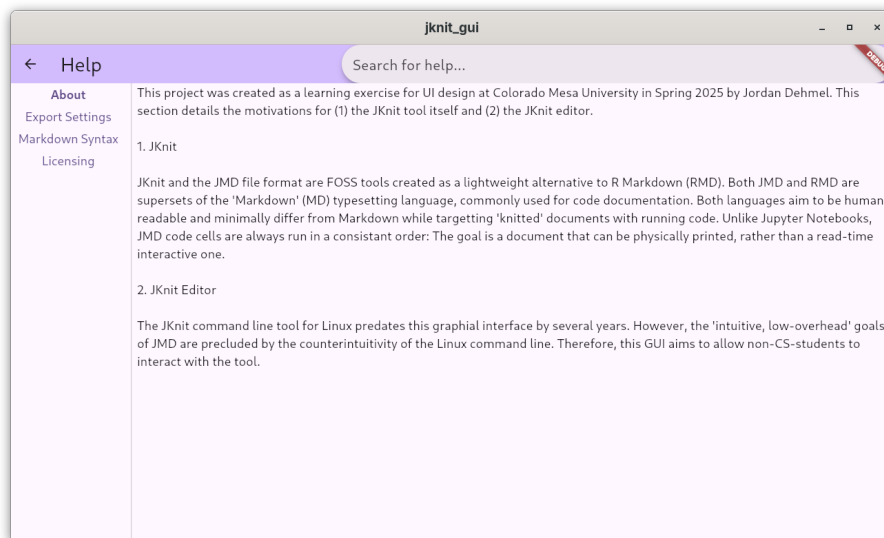 jknit_gui
Help
Search for help...
DEBUG
About
Export Settings
Markdown Syntax
Licensing
This project was created as a learning exercise for UI design at Colorado Mesa University in Spring 2025 by Jordan Dehmel. This
section details the motivations for (1) the JKnit tool itself and (2) the JKnit editor.
1. JKnit
JKnit and the JMD file format are FOSS tools created as a lightweight alternative to R Markdown (RMD). Both JMD and RMD are
supersets of the 'Markdown' (MD) typesetting language, commonly used for code documentation. Both languages aim to be human
readable and minimally differ from Markdown while targetting 'knitted' documents with running code. Unlike Jupyter Notebooks,
JMD code cells are always run in a consistant order: The goal is a document that can be physically printed, rather than a read-time
interactive one.
2. JKnit Editor
The JKnit command line tool for Linux predates this graphial interface by several years. However, the 'intuitive, low-overhead' goals
of JMD are precluded by the counterintuitivity of the Linux command line. Therefore, this GUI aims to allow non-CS-students to
interact with the tool.